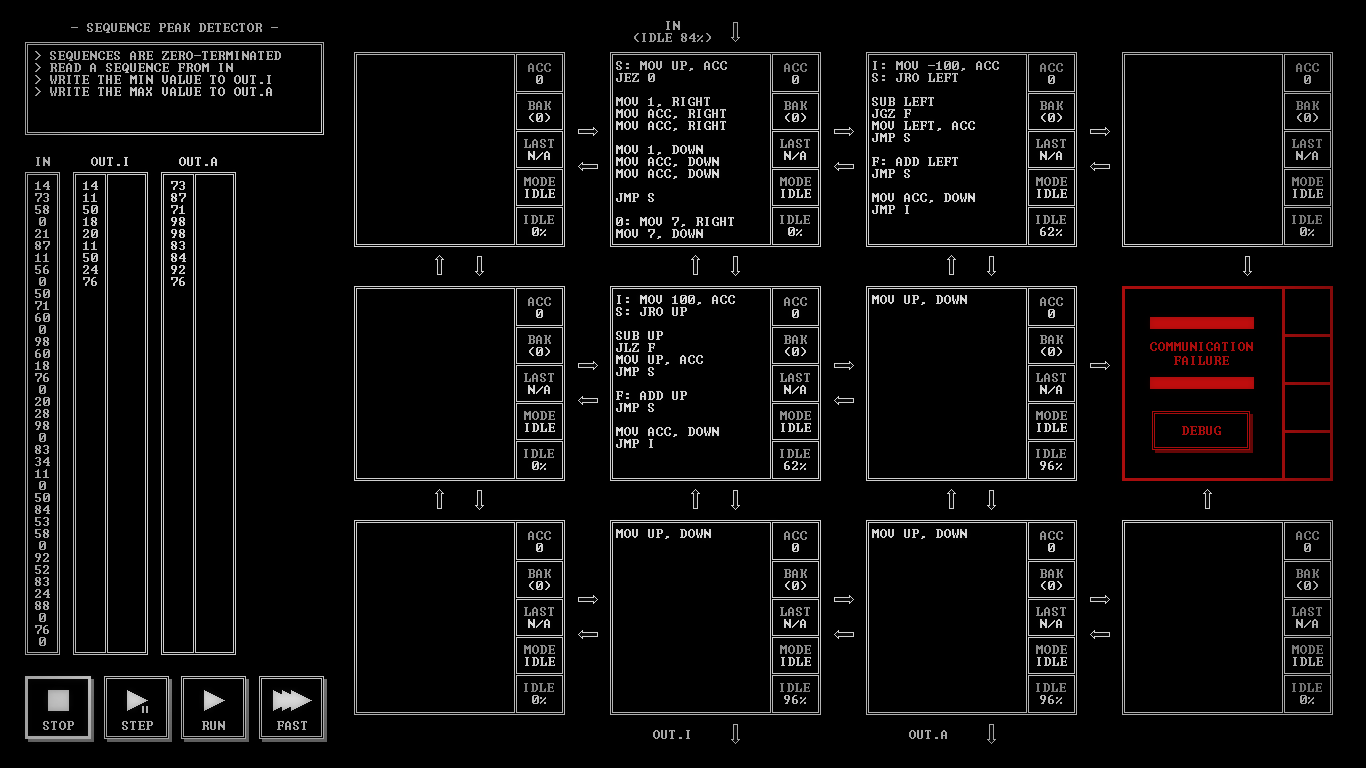 - SEQUENCE PEAK DETECTOR -
> SEQUENCES ARE ZERO-TERMINATED
> READ A SEQUENCE FROM IN
> WRITE THE MIN VALUE TO OUT.I
> WRITE THE MAX VALUE TO OUT.A
IN OUT.I OUT.A
14 14 73
73 11 87
58 50 71
0 18 98
21 20 98
87 11 83
11 50 84
56 24 92
0 76 76
50
71
60
0
98
60
18
76
0
20
28
98
0
83
34
11
0
50
84
53
58
0
92
52
83
24
88
0
76
0
STOP
STEP
RUN
FAST
IN
(IDLE 84%)
ACC
0
BAK
(0)
LAST
N/A
MODE
IDLE
IDLE
0%
S: MOV UP, ACC
JEZ 0
MOV 1, RIGHT
MOV ACC, RIGHT
MOV ACC, RIGHT
MOV 1, DOWN
MOV ACC, DOWN
MOV ACC, DOWN
JMP S
0: MOV 7, RIGHT
MOV 7, DOWN
ACC
0
BAK
(0)
LAST
N/A
MODE
IDLE
IDLE
0%
I: MOV -100, ACC
S: JRO LEFT
SUB LEFT
JGZ F
MOV LEFT, ACC
JMP S
F: ADD LEFT
JMP S
MOV ACC, DOWN
JMP I
ACC
0
BAK
(0)
LAST
N/A
MODE
IDLE
IDLE
62%
ACC
0
BAK
(0)
LAST
N/A
MODE
IDLE
IDLE
0%
ACC
0
BAK
(0)
LAST
N/A
MODE
IDLE
IDLE
0%
I: MOV 100, ACC
S: JRO UP
SUB UP
JLZ F
MOV UP, ACC
JMP S
F: ADD UP
JMP S
MOV ACC, DOWN
JMP I
ACC
0
BAK
(0)
LAST
N/A
MODE
IDLE
IDLE
62%
MOV UP, DOWN
ACC
0
BAK
(0)
LAST
N/A
MODE
IDLE
IDLE
96%
COMMUNICATION
FAILURE
DEBUG
ACC
0
BAK
(0)
LAST
N/A
MODE
IDLE
IDLE
0%
MOV UP, DOWN
ACC
0
BAK
(0)
LAST
N/A
MODE
IDLE
IDLE
96%
MOV UP, DOWN
ACC
0
BAK
(0)
LAST
N/A
MODE
IDLE
IDLE
96%
ACC
0
BAK
(0)
LAST
N/A
MODE
IDLE
IDLE
0%
OUT.I
OUT.A